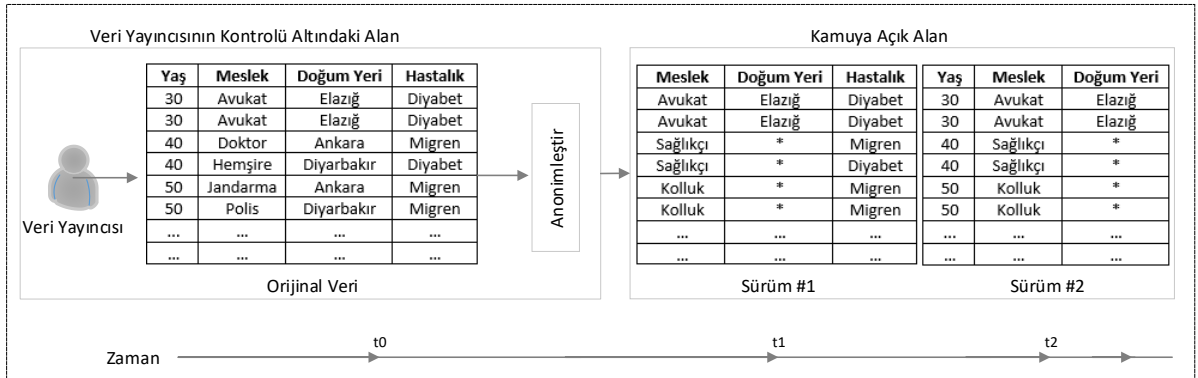 Veri Yayıncısının Kontrolü Altındaki Alan
Yaş Meslek Doğum Yeri Hastalık
30 Avukat Elazığ Diyabet
30 Avukat Elazığ Diyabet
40 Doktor Ankara Migren
40 Hemşire Diyarbakır Diyabet
50 Jandarma Ankara Migren
50 Polis Diyarbakır Migren
... ... ... ...
... ... ... ...
Veri Yayıncısı
Orijinal Veri
Anonimleştir
Kamuya Açık Alan
Meslek Doğum Yeri Hastalık
Avukat Elazığ Diyabet
Avukat Elazığ Diyabet
Sağlıkçı * Migren
Sağlıkçı * Diyabet
Kolluk * Migren
Kolluk * Migren
... ... ...
... ... ...
Sürüm #1
Yaş Meslek Doğum Yeri
30 Avukat Elazığ
30 Avukat Elazığ
40 Sağlıkçı *
40 Sağlıkçı *
50 Kolluk *
50 Kolluk *
... ... ...
... ... ...
Sürüm #2
Zaman
t0 t1 t2